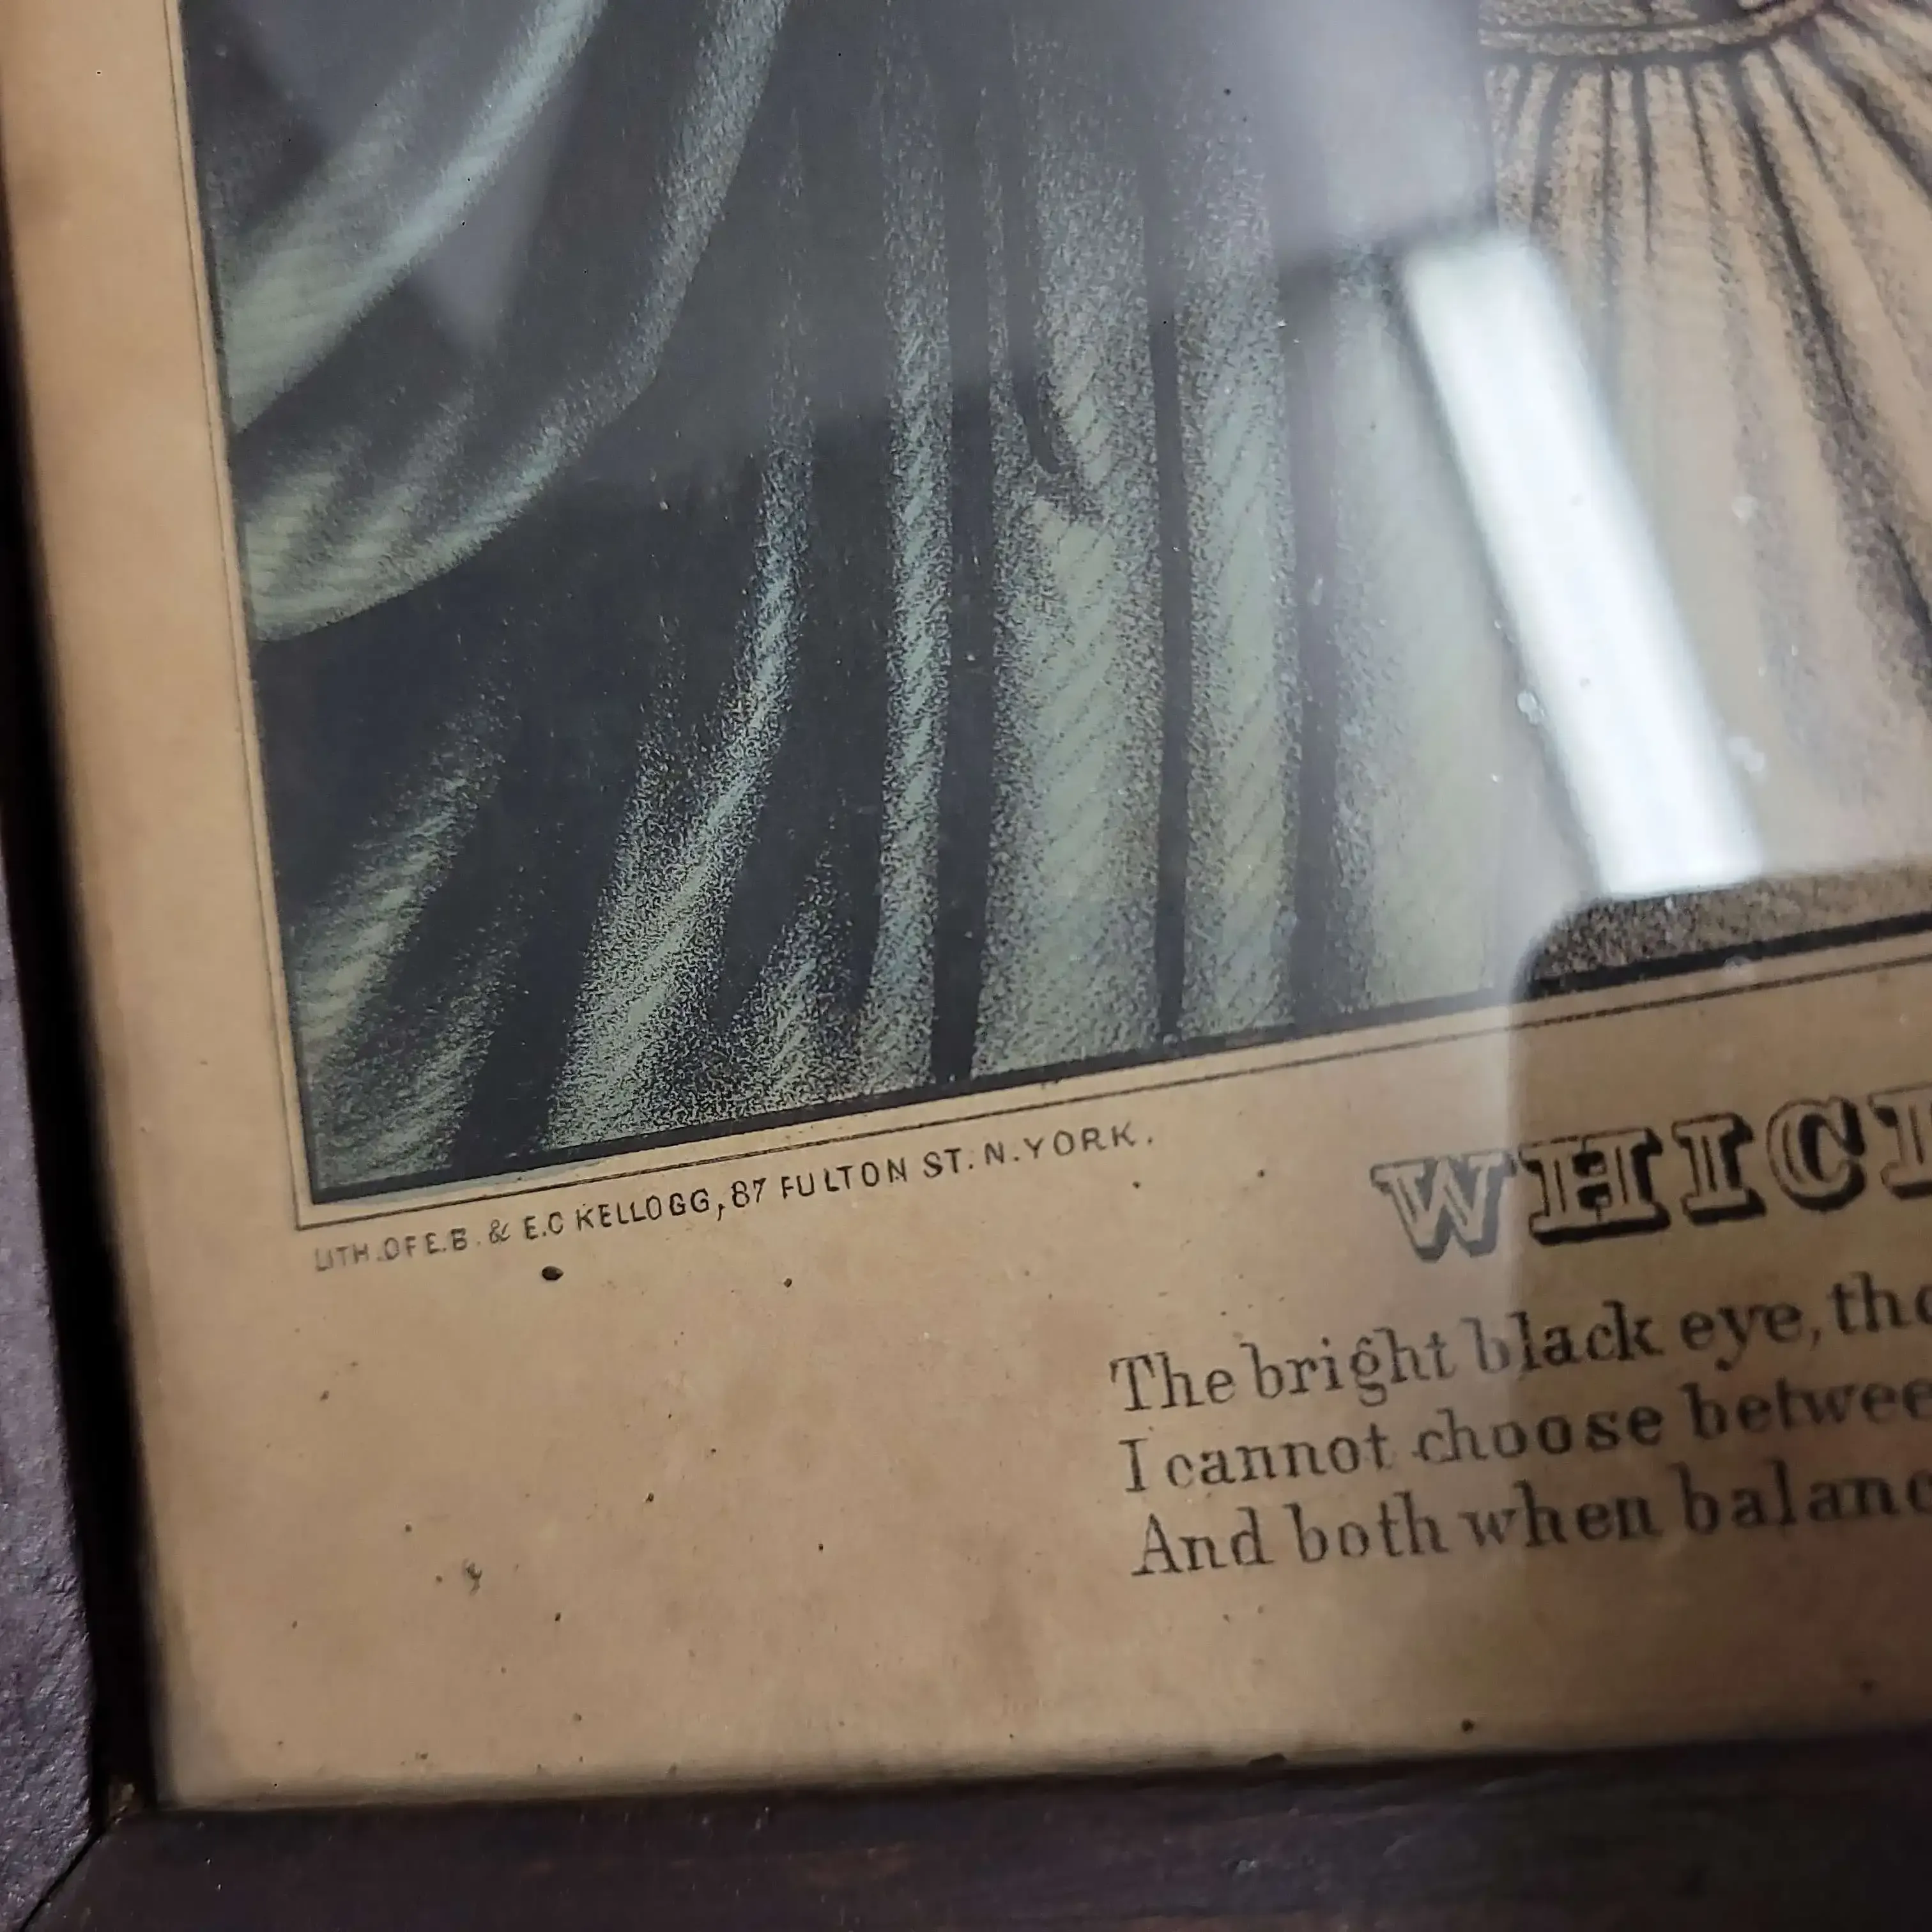 LITH. OF E.B. & E.C KELLOGG, 87 FULTON ST. N. YORK.
WHIC
The bright black eye, the
I cannot choose betwee
And both when balanc